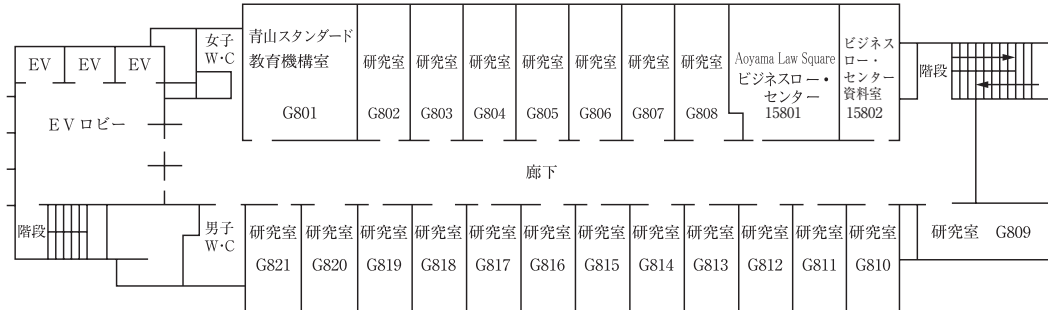 EV
EV
EV
EVロビー
女子
W・C
青山スタンダード
教育機構室
G801
研究室
G802
研究室
G803
研究室
G804
研究室
G805
研究室
G806
研究室
G807
研究室
G808
Aoyama Law Square
ビジネスロー・
センター
15801
ビジネス
ロー・
センター
資料室
15802
階段
廊下
階段
男子
W・C
研究室
G821
研究室
G820
研究室
G819
研究室
G818
研究室
G817
研究室
G816
研究室
G815
研究室
G814
研究室
G813
研究室
G812
研究室
G811
研究室
G810
研究室 G809